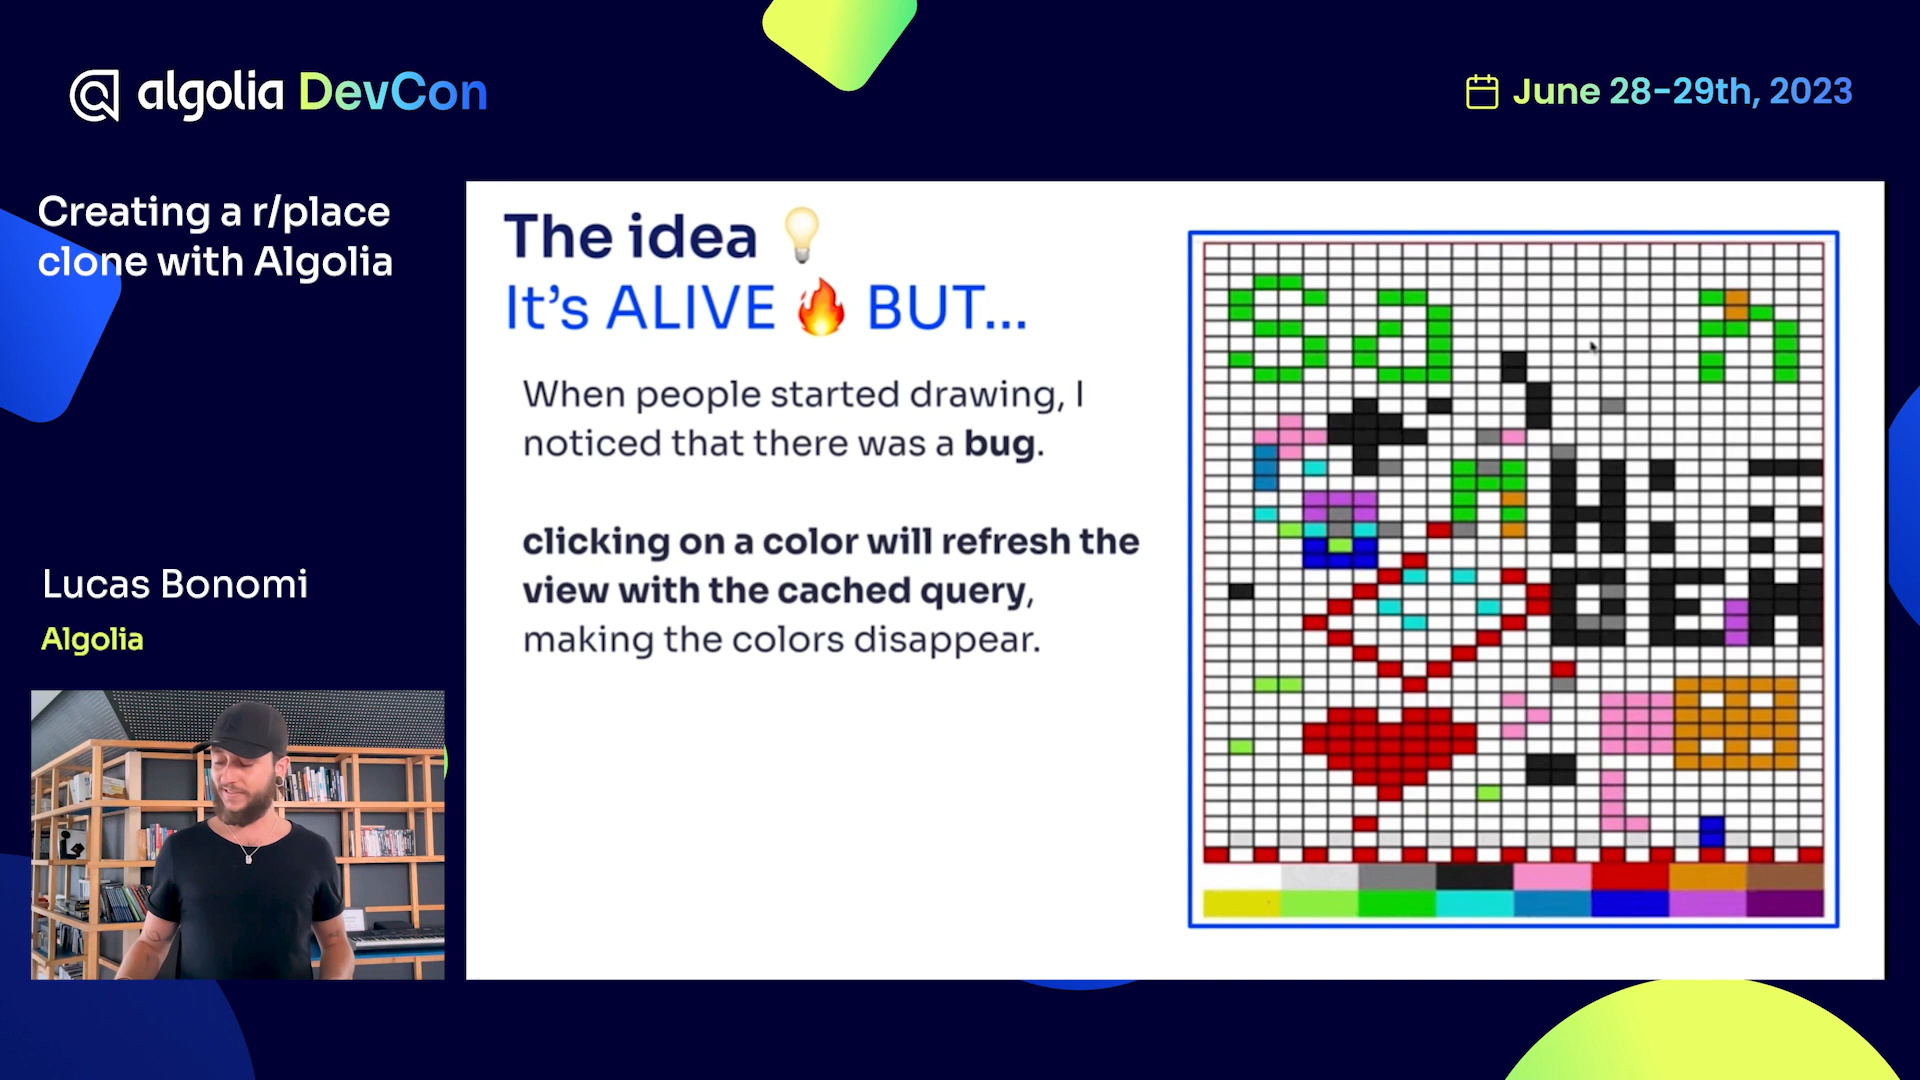 algolia DevCon
June 28-29th, 2023
Creating a r/place
clone with Algolia
The idea 💡
It's ALIVE 🔥 BUT...
When people started drawing, I
noticed that there was a bug.
clicking on a color will refresh the
view with the cached query,
making the colors disappear.
Lucas Bonomi
Algolia